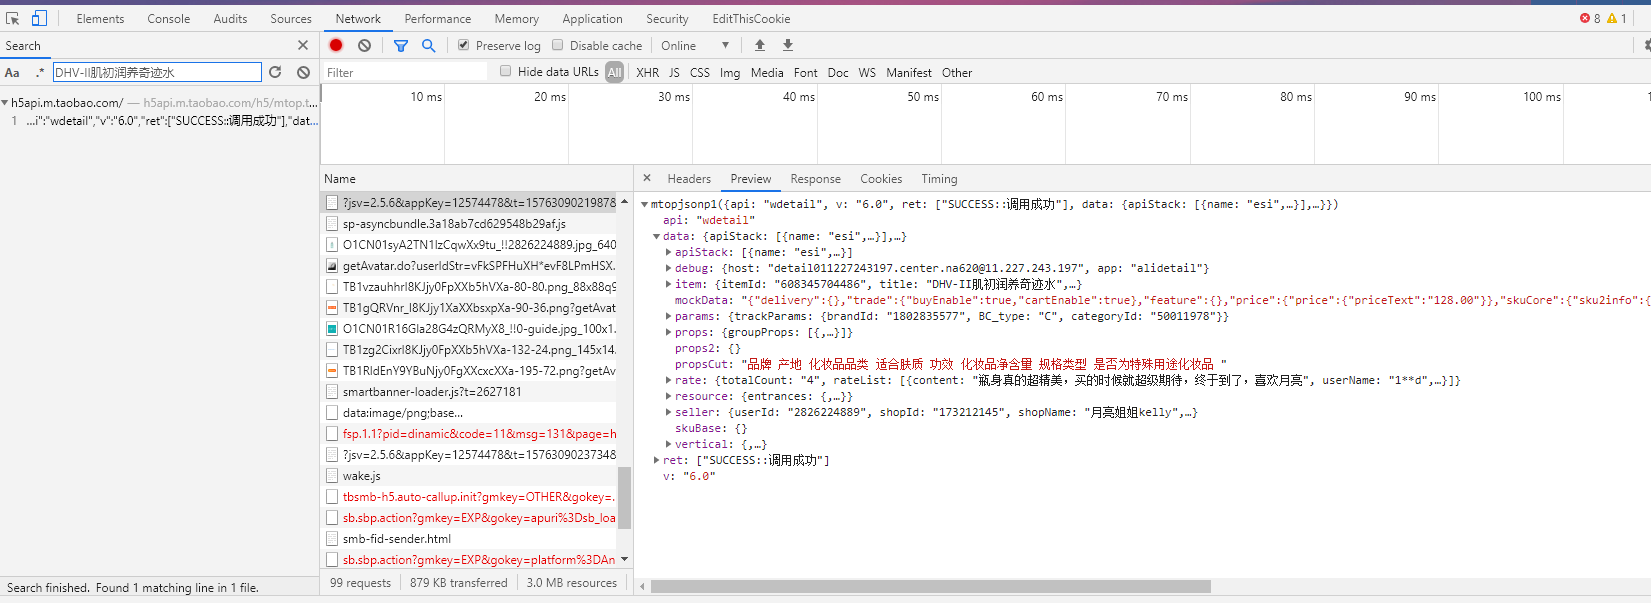 Elements Console Audits Sources Network Performance Memory Application Security EditThisCookie 8 1
Search
Preserve log Disable cache Online
Aa .* DHV-II肌初润养奇迹水
Filter Hide data URLs All XHR JS CSS Img Media Font Doc WS Manifest Other
10 ms 20 ms 30 ms 40 ms 50 ms 60 ms 70 ms 80 ms 90 ms 100 ms
h5api.m.taobao.com/ — h5api.m.taobao.com/h5/mtop.t...
1 ...i":"wdetail","v":"6.0","ret":["SUCCESS::调用成功"],"dat...
Search finished. Found 1 matching line in 1 file.
Name
?jsv=2.5.6&appKey=12574478&t=15763090219878
sp-asyncbundle.3a18ab7cd629548b29af.js
O1CN01syA2TN1IzCqwXx9tu_!!2826224889.jpg_640
getAvatar.do?userIdStr=vFkSPFHuXH*evF8LPmHSX.
TB1vzauhhrI8KJjy0FpXXb5hVXa-80-80.png_88x88q9
TB1gQRVnr_I8KJjy1XaXXbsxpXa-90-36.png?getAvat
O1CN01R16Gla28G4zQRMyX8_!!0-guide.jpg_100x1.
TB1zg2CixrI8KJjy0FpXXb5hVXa-132-24.png_145x14.
TB1RIdEnY9YBuNjy0FgXXcxcXXa-195-72.png?getAv
smartbanner-loader.js?t=2627181
data:image/png;base...
fsp.1.1?pid=dinamic&code=11&msg=131&page=h
?jsv=2.5.6&appKey=12574478&t=15763090237348
wake.js
tbsmb-h5.auto-callup.init?gmkey=OTHER&gokey=.
sb.sbp.action?gmkey=EXP&gokey=apuri%3Dsb_loa
smb-fid-sender.html
sb.sbp.action?gmkey=EXP&gokey=platform%3DAn
99 requests 879 KB transferred 3.0 MB resources
Headers Preview Response Cookies Timing
mtopjsonp1({api: "wdetail", v: "6.0", ret: ["SUCCESS::调用成功"], data: {apiStack: [{name: "esi",…}],…}})
api: "wdetail"
data: {apiStack: [{name: "esi",…}],…}
apiStack: [{name: "esi",…}]
debug: {host: "detail011227243197.center.na620@11.227.243.197", app: "alidetail"}
item: {itemId: "608345704486", title: "DHV-II肌初润养奇迹水",…}
mockData: "{"delivery":{},"trade":{"buyEnable":true,"cartEnable":true},"feature":{},"price":{"price":{"priceText":"128.00"}},"skuCore":{"sku2info":{
params: {trackParams: {brandId: "1802835577", BC_type: "C", categoryId: "50011978"}}
props: {groupProps: [{,…}]}
props2: {}
propsCut: "品牌 产地 化妆品品类 适合肤质 功效 化妆品净含量 规格类型 是否为特殊用途化妆品 "
rate: {totalCount: "4", rateList: [{content: "瓶身真的超精美，买的时候就超级期待，终于到了，喜欢月亮", userName: "1**d",…}]}
resource: {entrances: {,…}}
seller: {userId: "2826224889", shopId: "173212145", shopName: "月亮姐姐kelly",…}
skuBase: {}
vertical: {,…}
ret: ["SUCCESS::调用成功"]
v: "6.0"